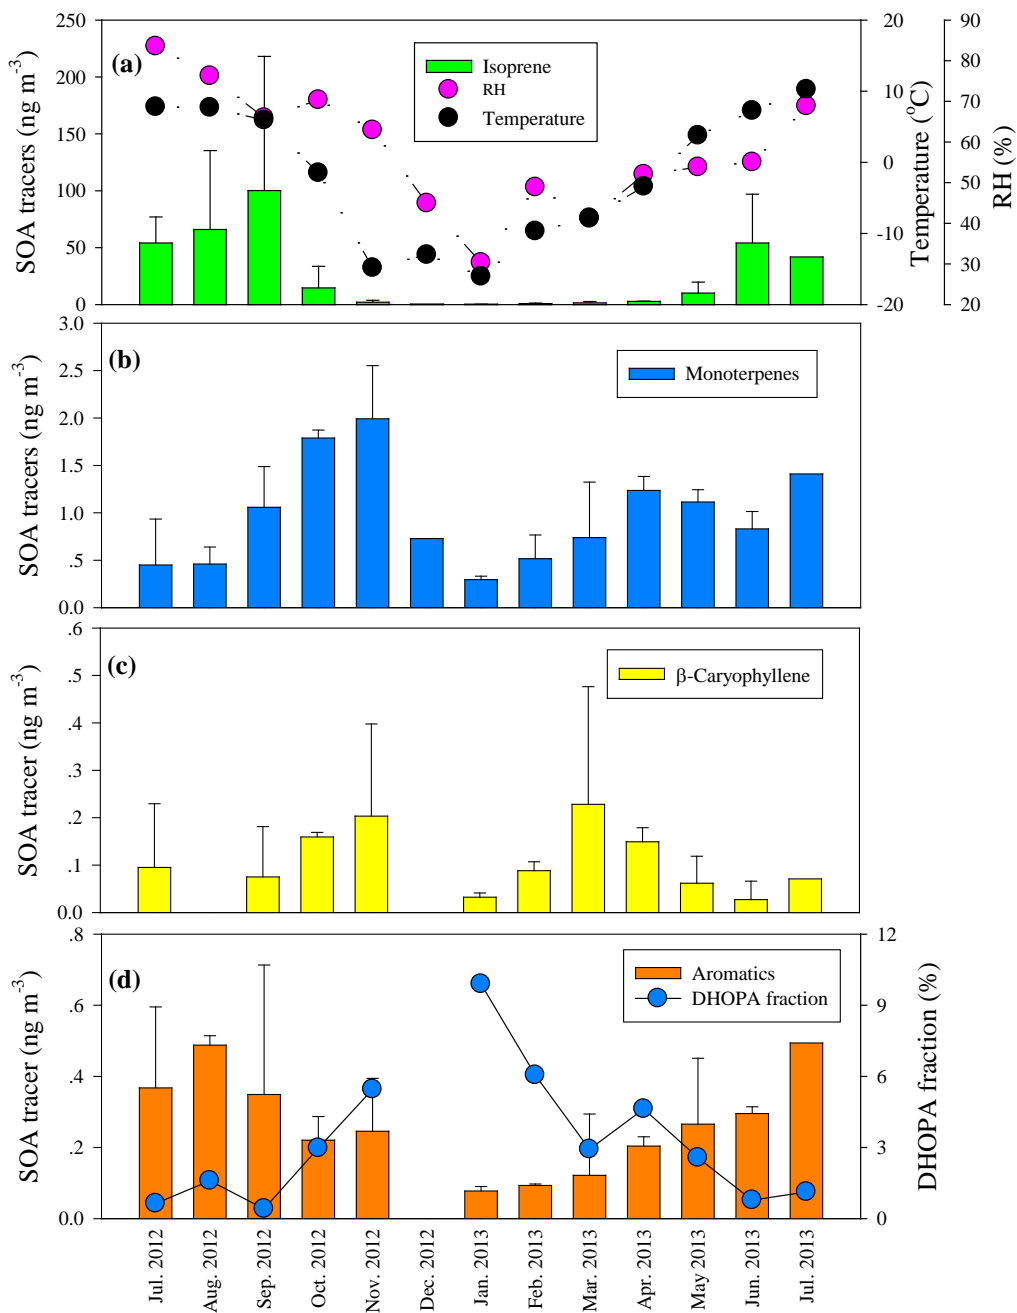 (a)
Isoprene
RH
Temperature
250
200
150
100
50
0
SOA tracers (ng m⁻³)
20
10
0
-10
-20
Temperature (°C)
90
80
70
60
50
40
30
20
RH (%)
(b)
Monoterpenes
3.0
2.5
2.0
1.5
1.0
.5
0.0
SOA tracers (ng m⁻³)
(c)
β-Caryophyllene
.6
.5
.4
.3
.2
.1
0.0
SOA tracer (ng m⁻³)
(d)
Aromatics
DHOPA fraction
.8
.6
.4
.2
0.0
SOA tracer (ng m⁻³)
12
9
6
3
0
DHOPA fraction (%)
Jul. 2012
Aug. 2012
Sep. 2012
Oct. 2012
Nov. 2012
Dec. 2012
Jan. 2013
Feb. 2013
Mar. 2013
Apr. 2013
May 2013
Jun. 2013
Jul. 2013